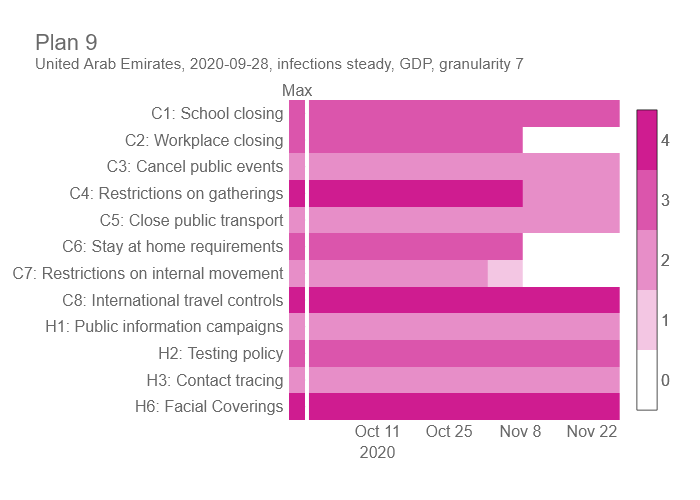 Plan 9
United Arab Emirates, 2020-09-28, infections steady, GDP, granularity 7
Max
C1: School closing
C2: Workplace closing
C3: Cancel public events
C4: Restrictions on gatherings
C5: Close public transport
C6: Stay at home requirements
C7: Restrictions on internal movement
C8: International travel controls
H1: Public information campaigns
H2: Testing policy
H3: Contact tracing
H6: Facial Coverings
4
3
2
1
0
Oct 11 Oct 25 Nov 8 Nov 22
2020